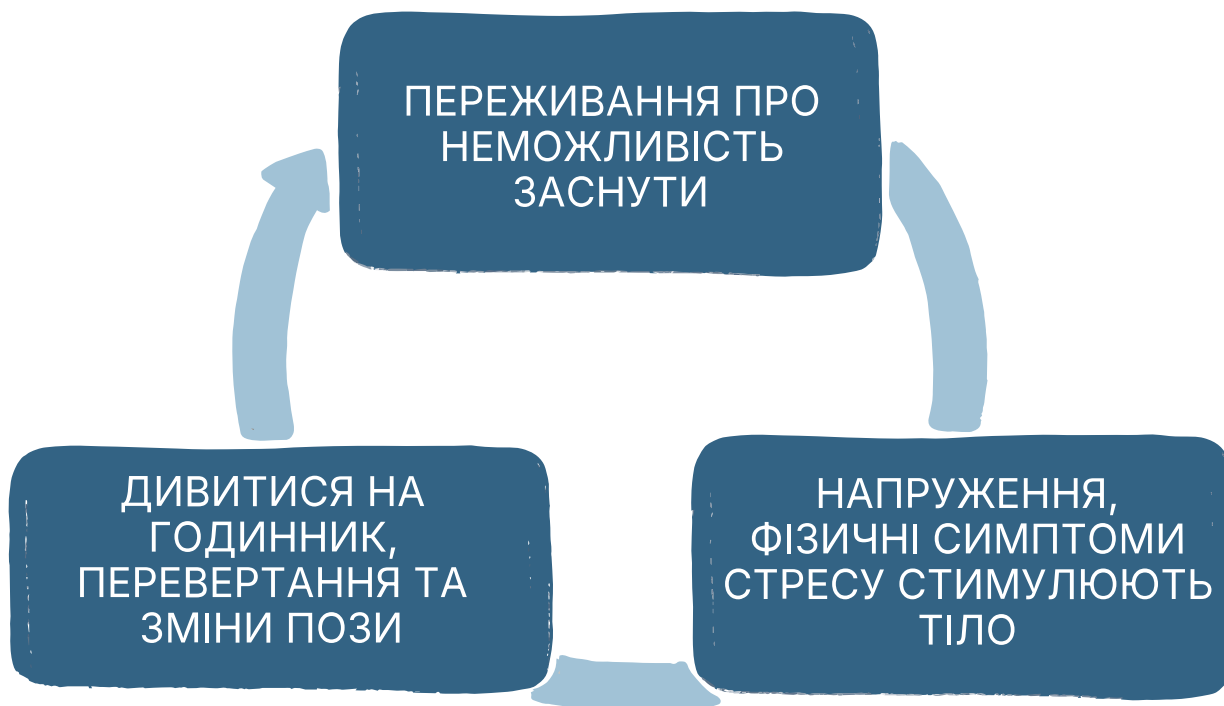 ПЕРЕЖИВАННЯ ПРО
НЕМОЖЛИВІСТЬ
ЗАСНУТИ
НАПРУЖЕННЯ,
ФІЗИЧНІ СИМПТОМИ
СТРЕСУ СТИМУЛЮЮТЬ
ТІЛО
ДИВИТИСЯ НА
ГОДИННИК,
ПЕРЕВЕРТАННЯ ТА
ЗМІНИ ПОЗИ